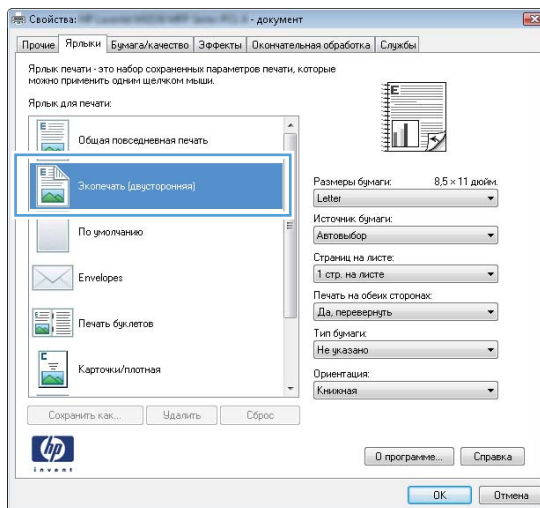 Свойства: - документ
Прочие Ярлыки Бумага/качество Эффекты Окончательная обработка Службы
Ярлык печати - это набор сохраненных параметров печати, которые
можно применить одним щелчком мыши.
Ярлык для печати:
Общая повседневная печать
Экопечать (двусторонняя)
По умолчанию
Envelopes
Печать буклетов
Карточки/плотная
Сохранить как... Удалить Сброс
Размеры бумаги: 8,5 × 11 дюйм.
Letter
Источник бумаги:
Автовыбор
Страниц на листе:
1 стр. на листе
Печать на обеих сторонах:
Да, перевернуть
Тип бумаги:
Не указано
Ориентация:
Книжная
hp
invent
О программе... Справка
OK Отмена